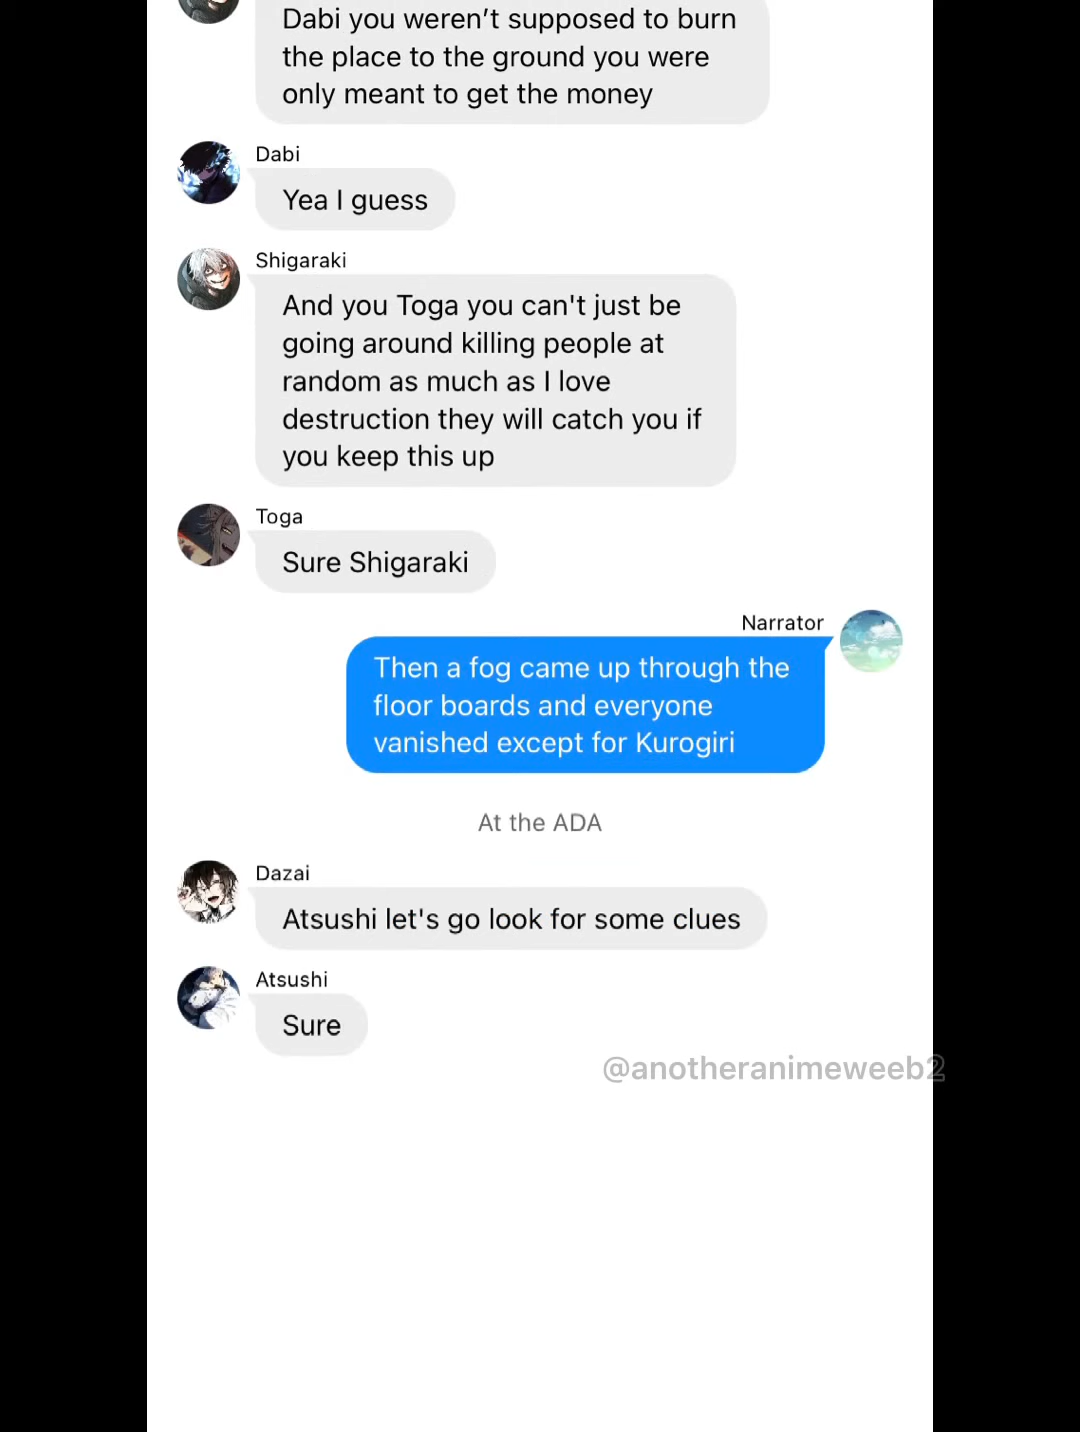 Dabi you weren’t supposed to burn
the place to the ground you were
only meant to get the money
Dabi
Yea I guess
Shigaraki
And you Toga you can't just be
going around killing people at
random as much as I love
destruction they will catch you if
you keep this up
Toga
Sure Shigaraki
Narrator
Then a fog came up through the
floor boards and everyone
vanished except for Kurogiri
At the ADA
Dazai
Atsushi let's go look for some clues
Atsushi
Sure
@anotheranimeweeb2